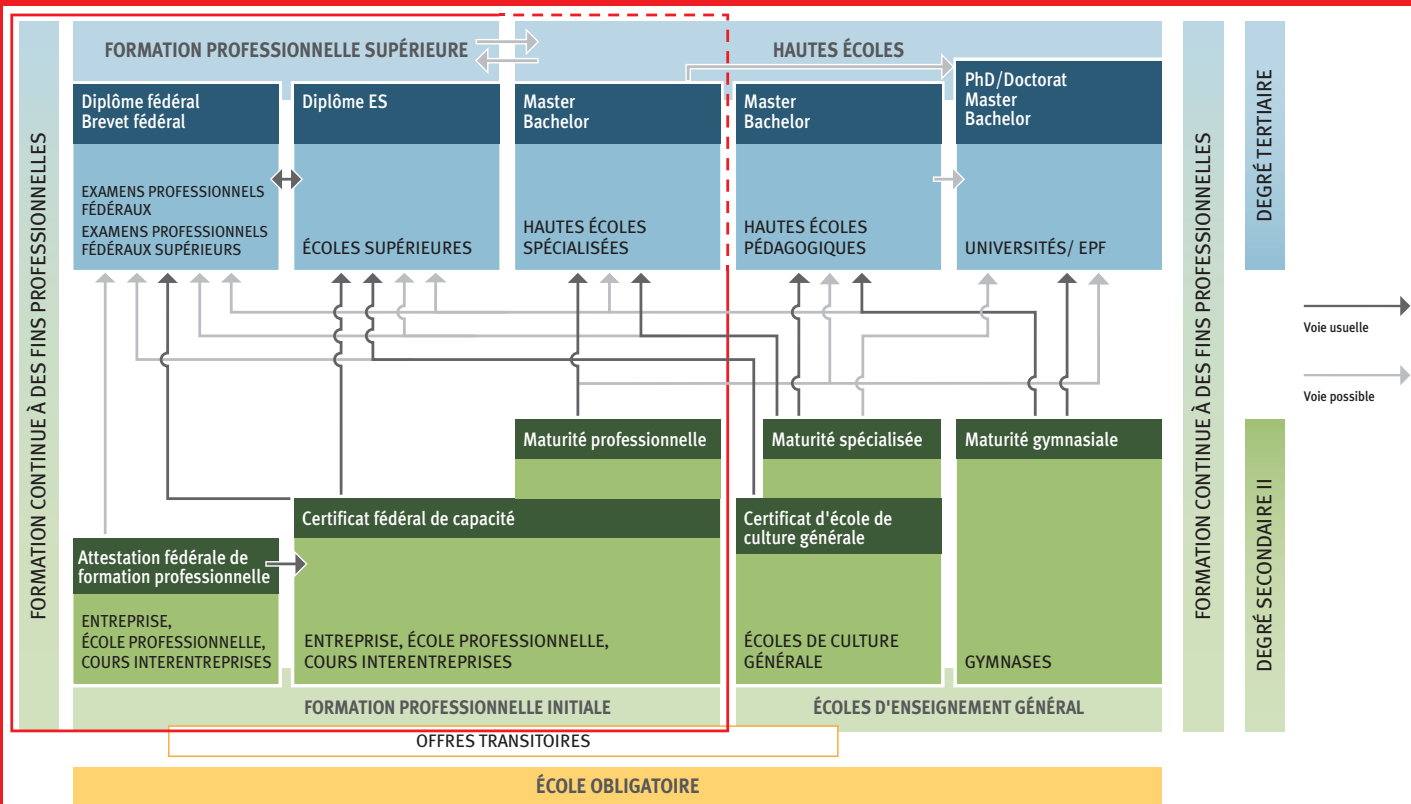 FORMATION CONTINUE À DES FINS PROFESSIONNELLES
FORMATION PROFESSIONNELLE SUPÉRIEURE
HAUTES ÉCOLES
Diplôme fédéral
Brevet fédéral
EXAMENS PROFESSIONNELS
FÉDÉRAUX
EXAMENS PROFESSIONNELS
FÉDÉRAUX SUPÉRIEURS
Diplôme ES
ÉCOLES SUPÉRIEURES
Master
Bachelor
HAUTES ÉCOLES
SPÉCIALISÉES
Master
Bachelor
HAUTES ÉCOLES
PÉDAGOGIQUES
PhD/Doctorat
Master
Bachelor
UNIVERSITÉS/ EPF
FORMATION CONTINUE À DES FINS PROFESSIONNELLES
DEGRÉ TERTIAIRE
Voie usuelle
Voie possible
Maturité professionnelle
Maturité spécialisée
Maturité gymnasiale
Certificat fédéral de capacité
Certificat d'école de
culture générale
Attestation fédérale de
formation professionnelle
ENTREPRISE,
ÉCOLE PROFESSIONNELLE,
COURS INTERENTREPRISES
ENTREPRISE, ÉCOLE PROFESSIONNELLE,
COURS INTERENTREPRISES
ÉCOLES DE CULTURE
GÉNÉRALE
GYMNASES
DEGRÉ SECONDAIRE II
FORMATION PROFESSIONNELLE INITIALE
ÉCOLES D'ENSEIGNEMENT GÉNÉRAL
OFFRES TRANSITOIRES
ÉCOLE OBLIGATOIRE